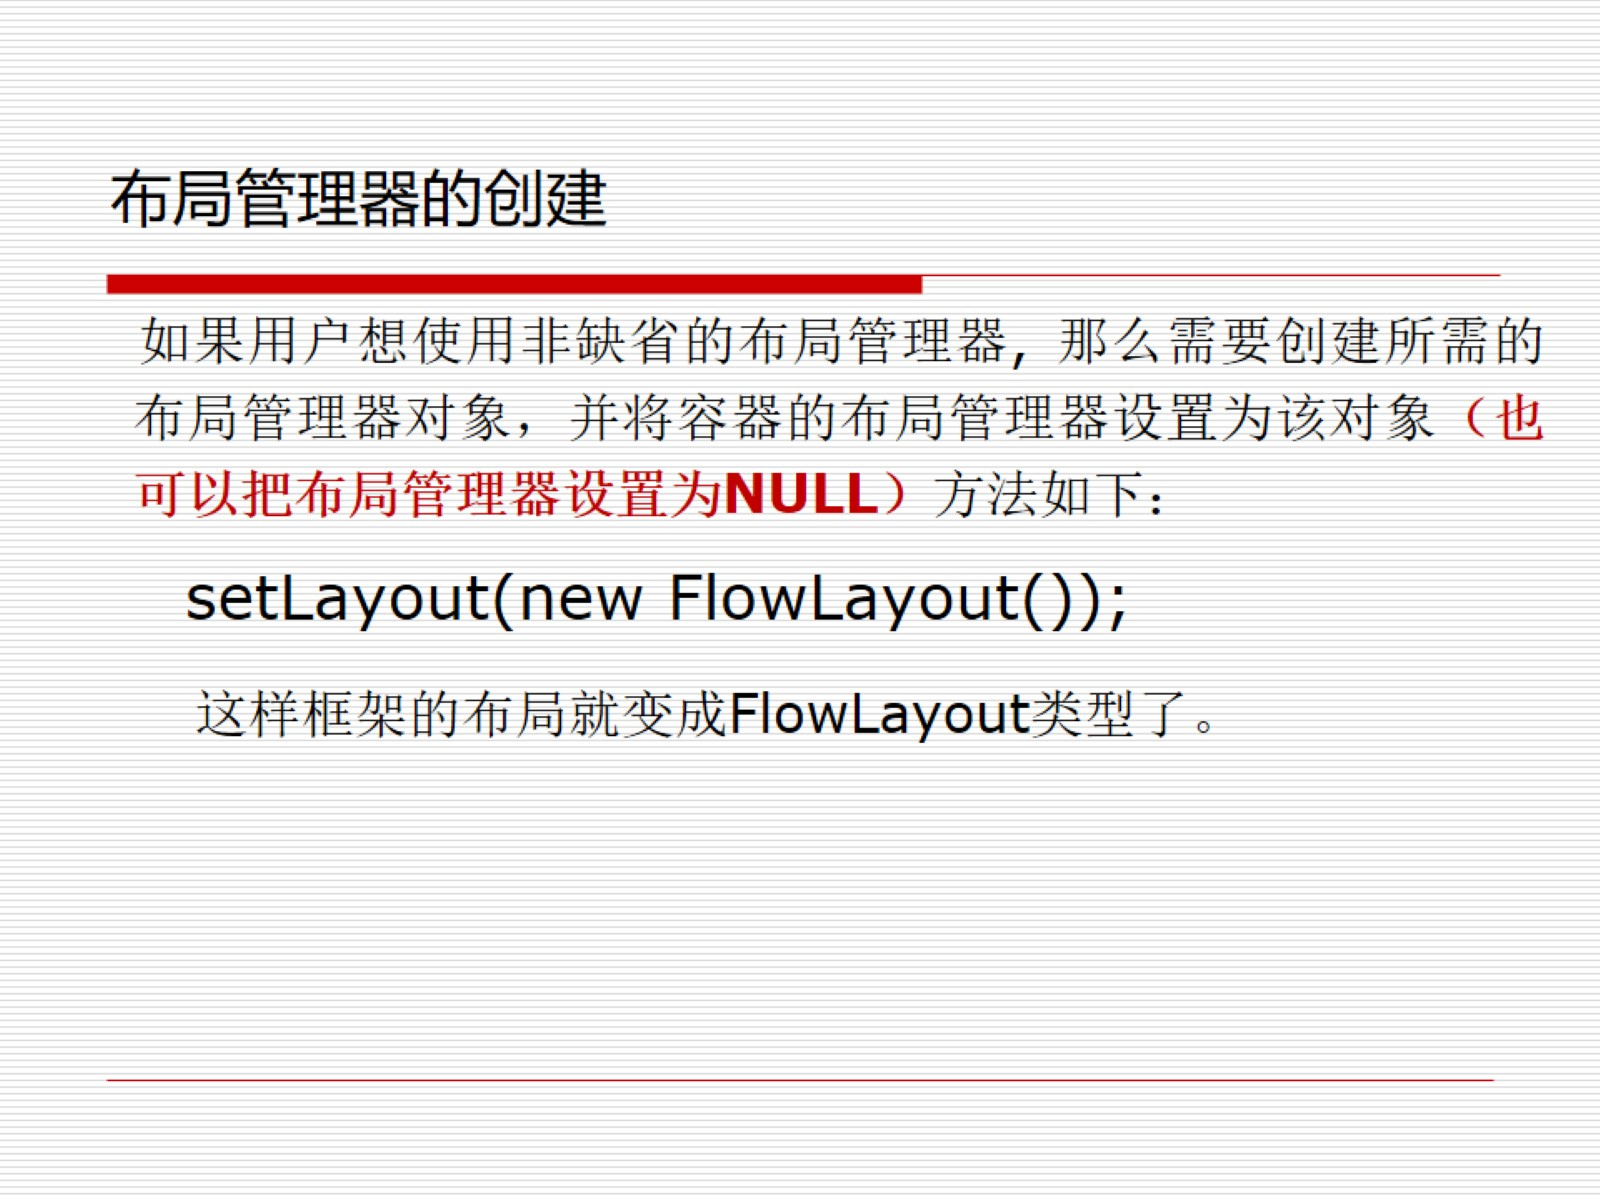 布局管理器的创建
如果用户想使用非缺省的布局管理器，那么需要创建所需的
布局管理器对象，并将容器的布局管理器设置为该对象（也
可以把布局管理器设置为NULL）方法如下：
setLayout(new FlowLayout());
这样框架的布局就变成FlowLayout类型了。